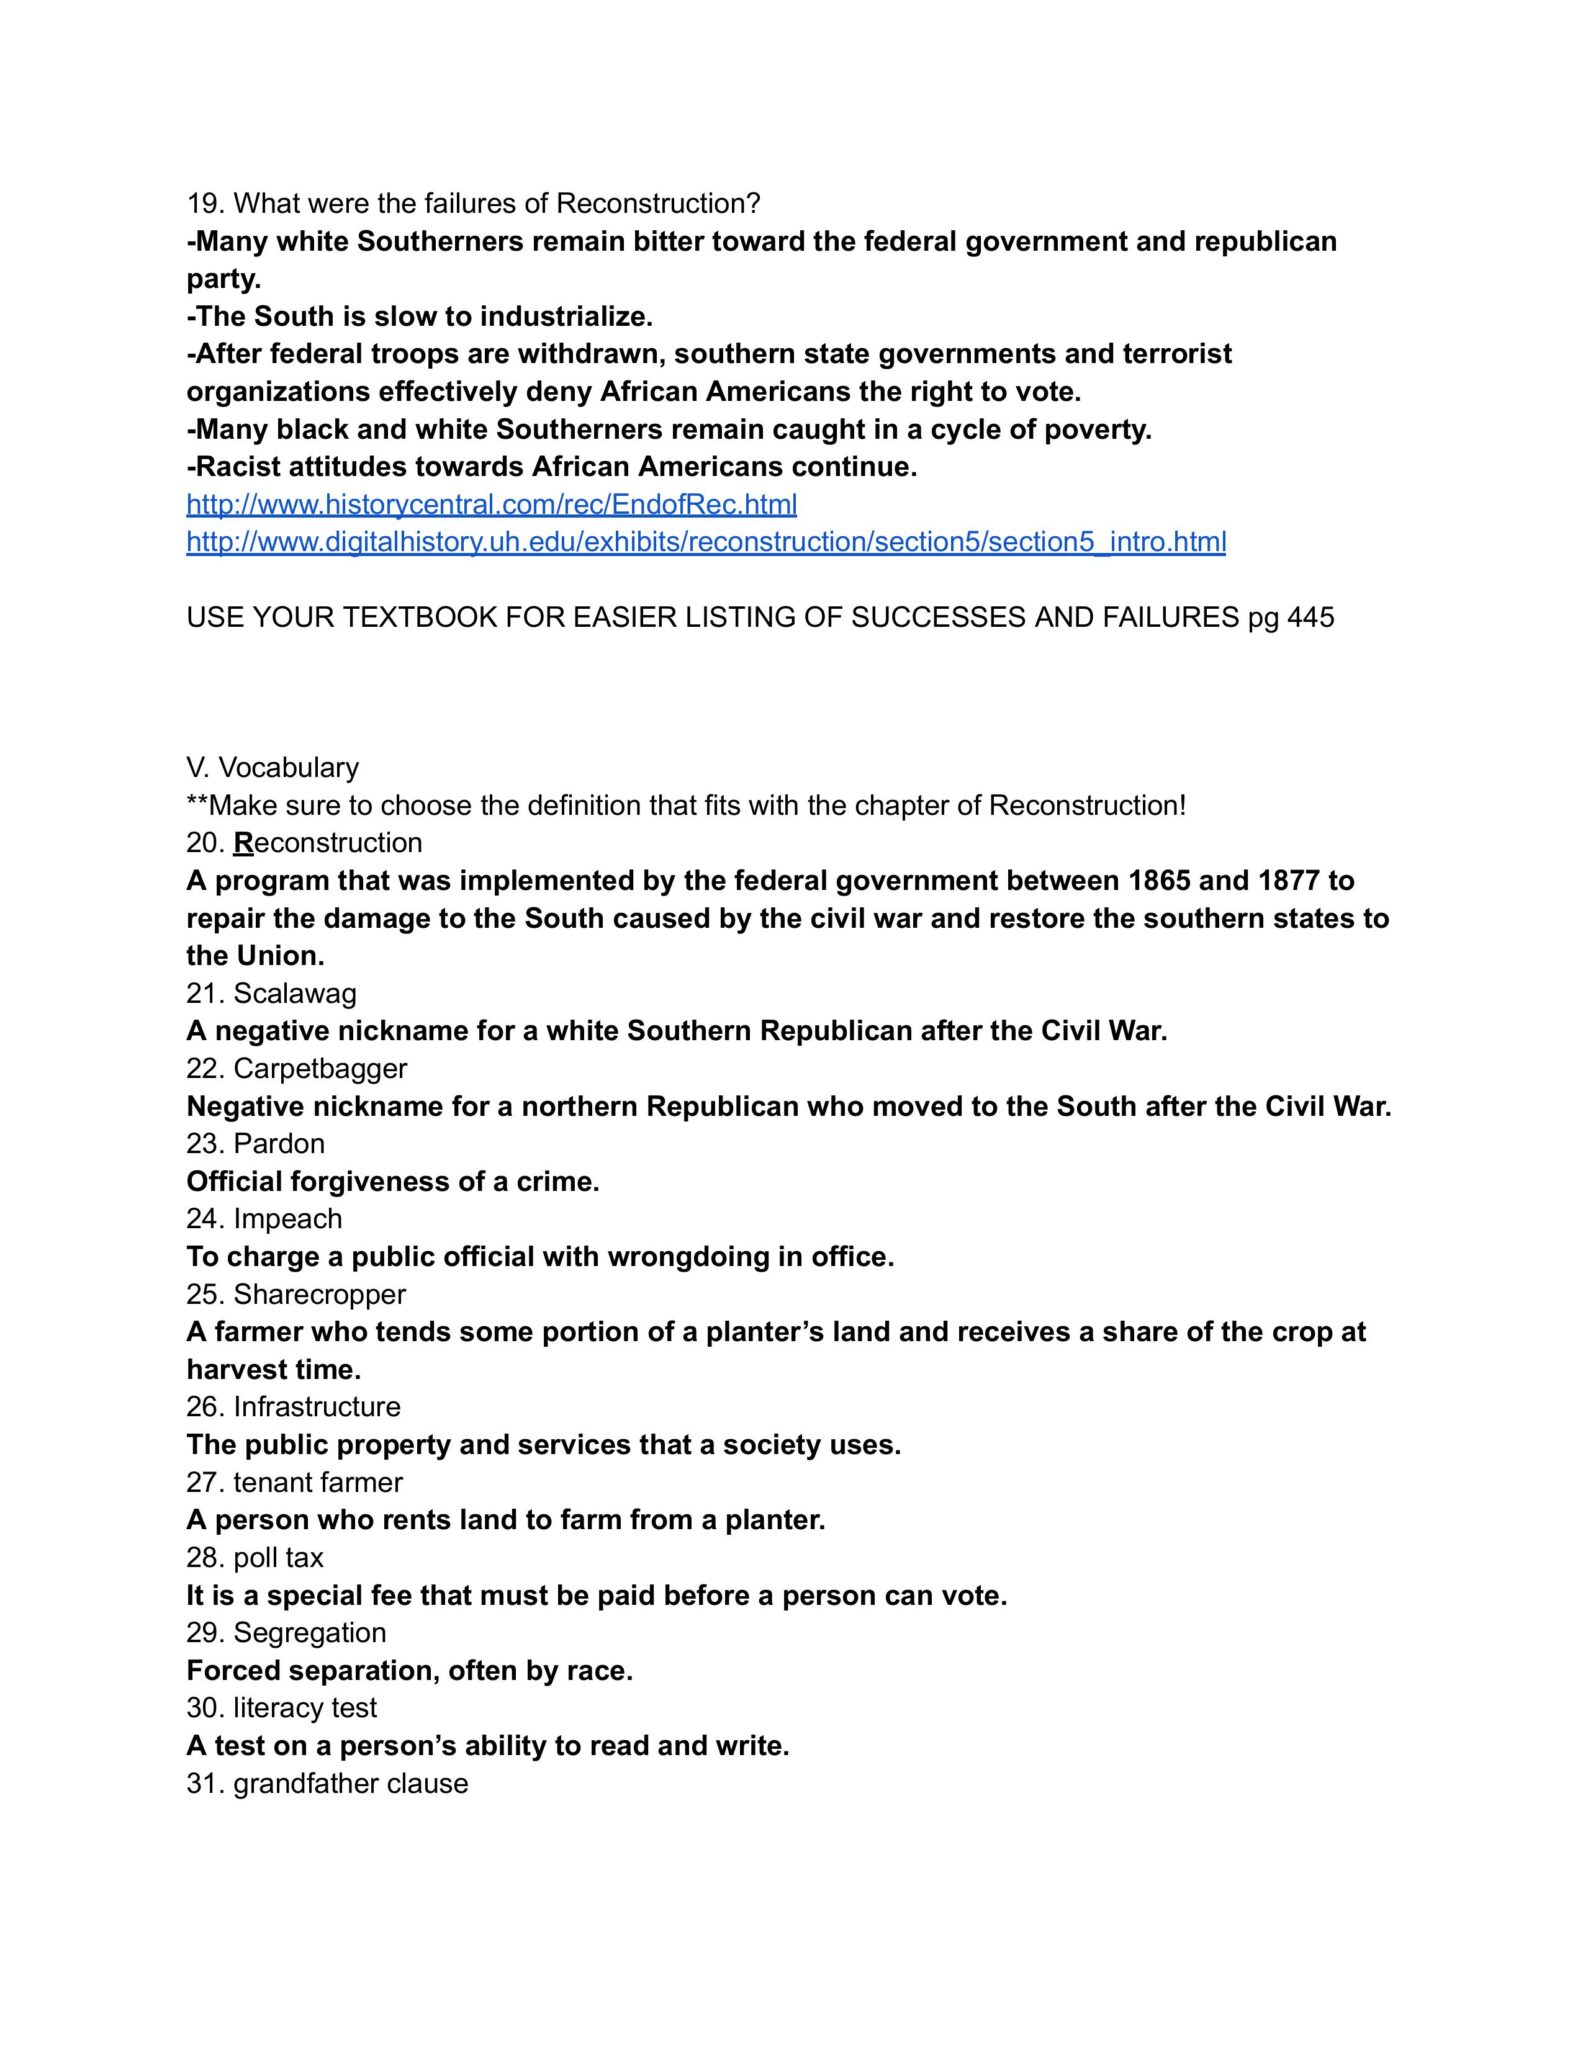 19. What were the failures of Reconstruction?
-Many white Southerners remain bitter toward the federal government and republican
party.
-The South is slow to industrialize.
-After federal troops are withdrawn, southern state governments and terrorist
organizations effectively deny African Americans the right to vote.
-Many black and white Southerners remain caught in a cycle of poverty.
-Racist attitudes towards African Americans continue.
http://www.historycentral.com/rec/EndofRec.html
http://www.digitalhistory.uh.edu/exhibits/reconstruction/section5/section5_intro.html
USE YOUR TEXTBOOK FOR EASIER LISTING OF SUCCESSES AND FAILURES pg 445
V. Vocabulary
**Make sure to choose the definition that fits with the chapter of Reconstruction!
20. Reconstruction
A program that was implemented by the federal government between 1865 and 1877 to
repair the damage to the South caused by the civil war and restore the southern states to
the Union.
21. Scalawag
A negative nickname for a white Southern Republican after the Civil War.
22. Carpetbagger
Negative nickname for a northern Republican who moved to the South after the Civil War.
23. Pardon
Official forgiveness of a crime.
24. Impeach
To charge a public official with wrongdoing in office.
25. Sharecropper
A farmer who tends some portion of a planter’s land and receives a share of the crop at
harvest time.
26. Infrastructure
The public property and services that a society uses.
27. tenant farmer
A person who rents land to farm from a planter.
28. poll tax
It is a special fee that must be paid before a person can vote.
29. Segregation
Forced separation, often by race.
30. literacy test
A test on a person’s ability to read and write.
31. grandfather clause